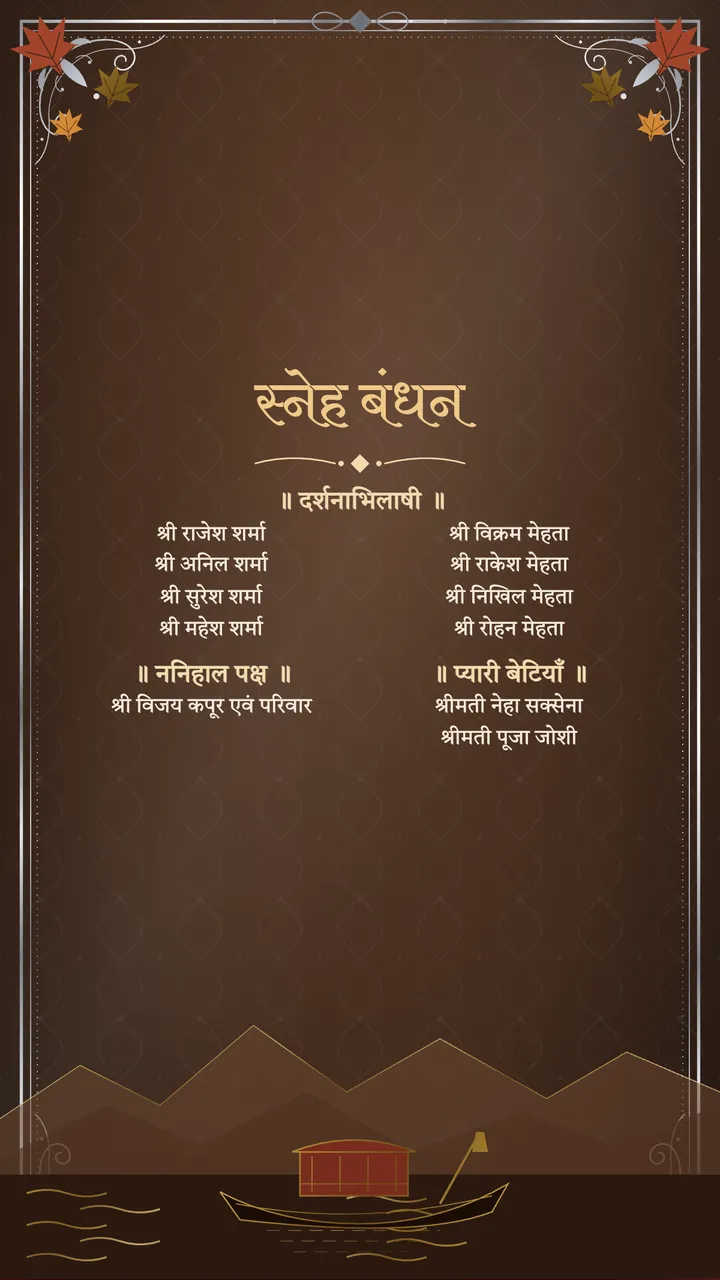 स्नेह बंधन
॥ दर्शनाभिलाषी ॥
श्री राजेश शर्मा
श्री अनिल शर्मा
श्री सुरेश शर्मा
श्री महेश शर्मा
श्री विक्रम मेहता
श्री राकेश मेहता
श्री निखिल मेहता
श्री रोहन मेहता
॥ ननिहाल पक्ष ॥
श्री विजय कपूर एवं परिवार
॥ प्यारी बेटियाँ ॥
श्रीमती नेहा सक्सेना
श्रीमती पूजा जोशी